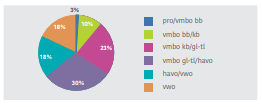 3%
10%
23%
30%
18%
18%
pro/vmbo bb
vmbo bb/kb
vmbo kb/gl-tl
vmbo gl-tl/havo
havo/vwo
vwo